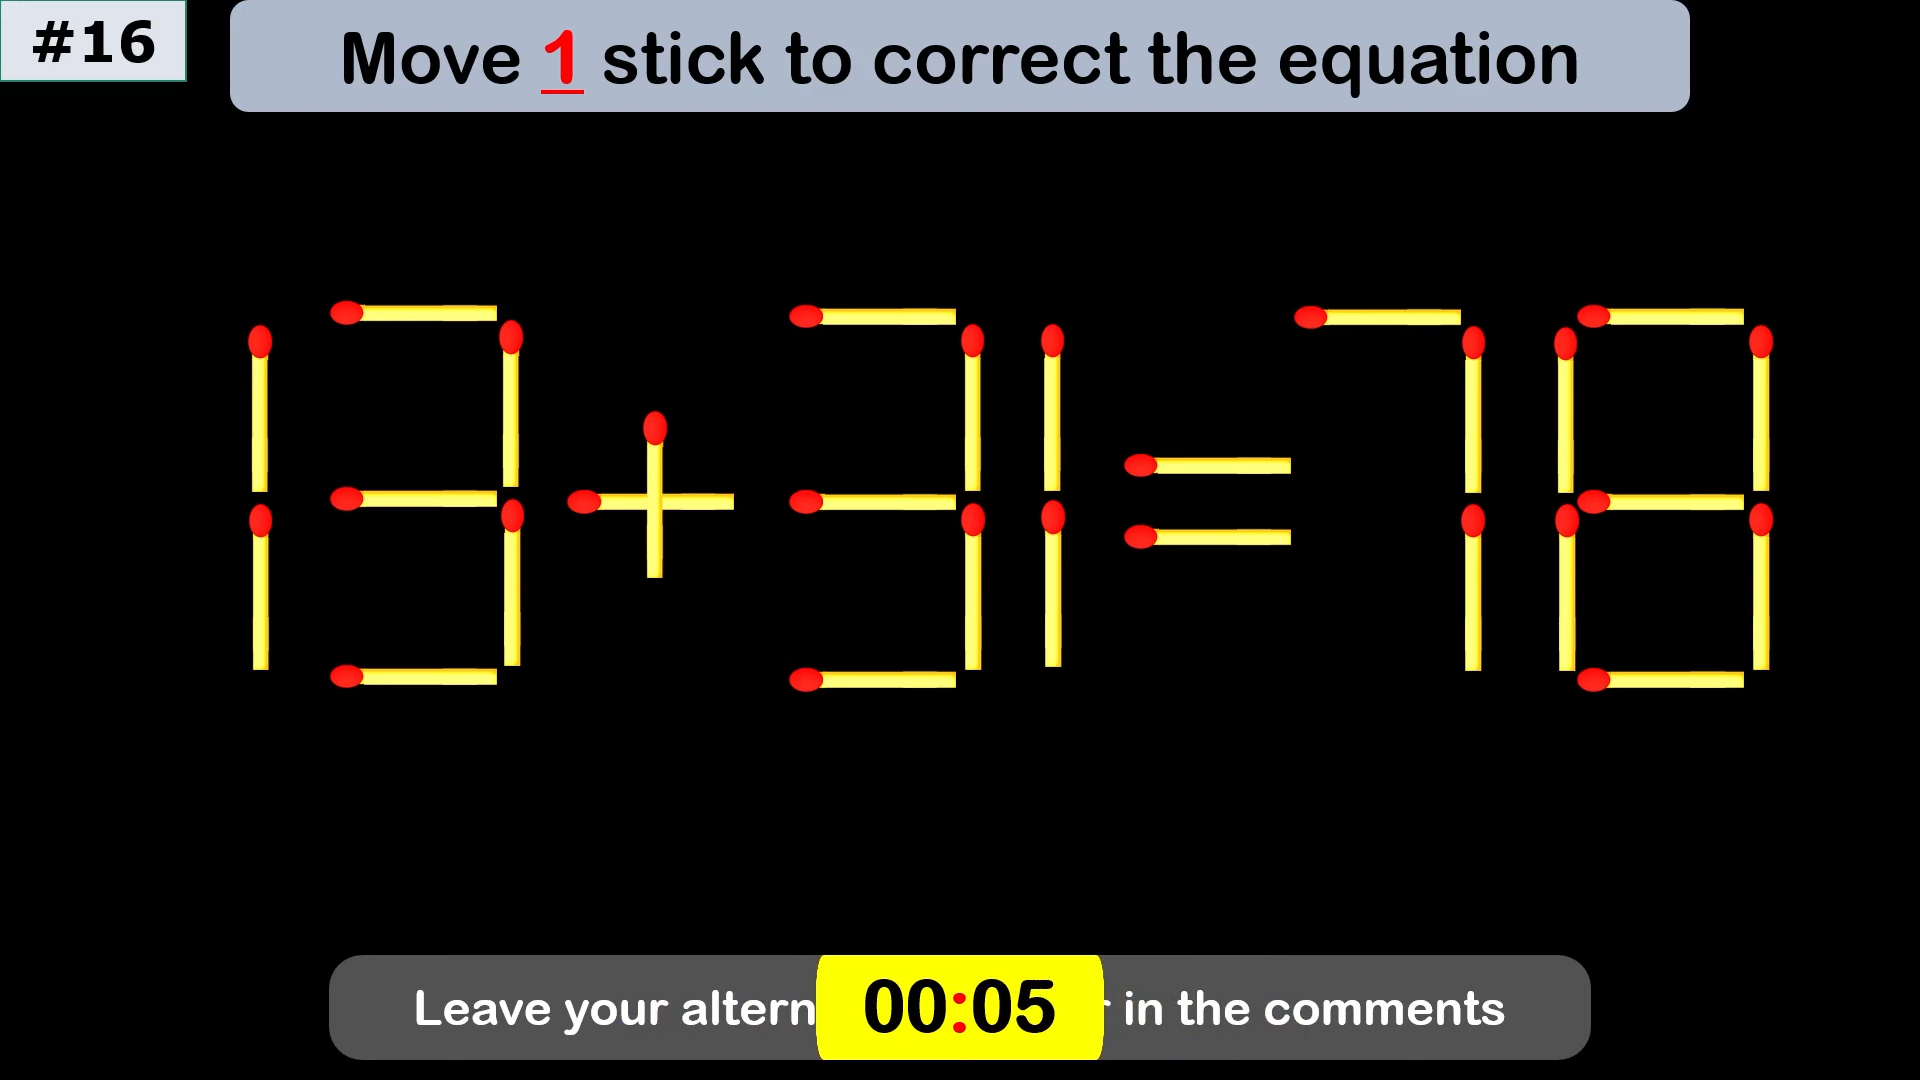 #16
Move 1 stick to correct the equation
13+31=78
Leave your altern
00:05
in the comments